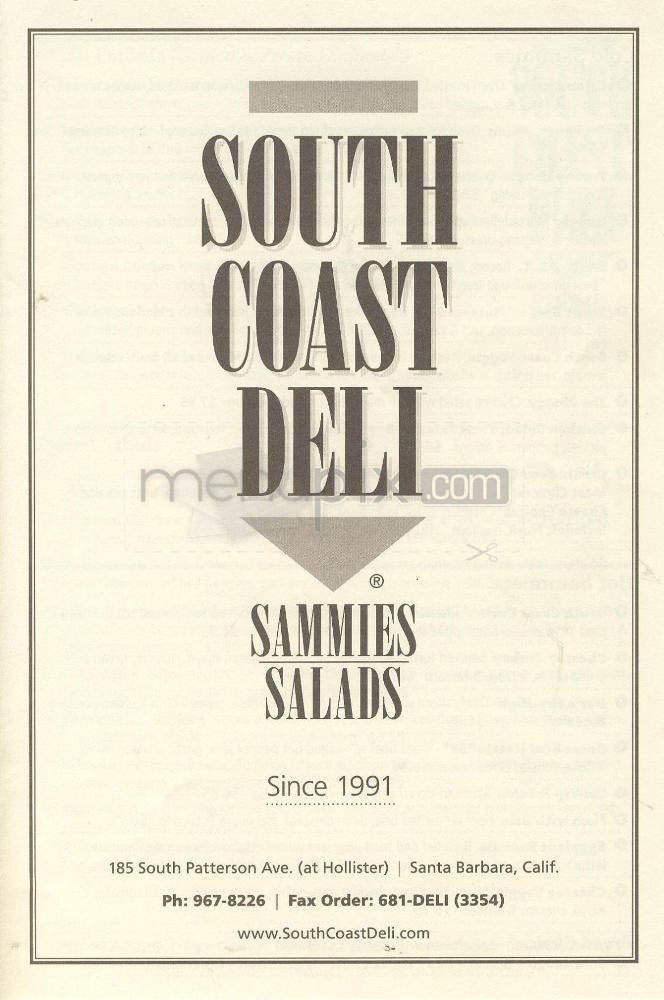 SOUTH
COAST
DELI
menupix.com
®
SAMMIES
SALADS
Since 1991
185 South Patterson Ave. (at Hollister) | Santa Barbara, Calif.
Ph: 967-8226 | Fax Order: 681-DELI (3354)
www.SouthCoastDeli.com